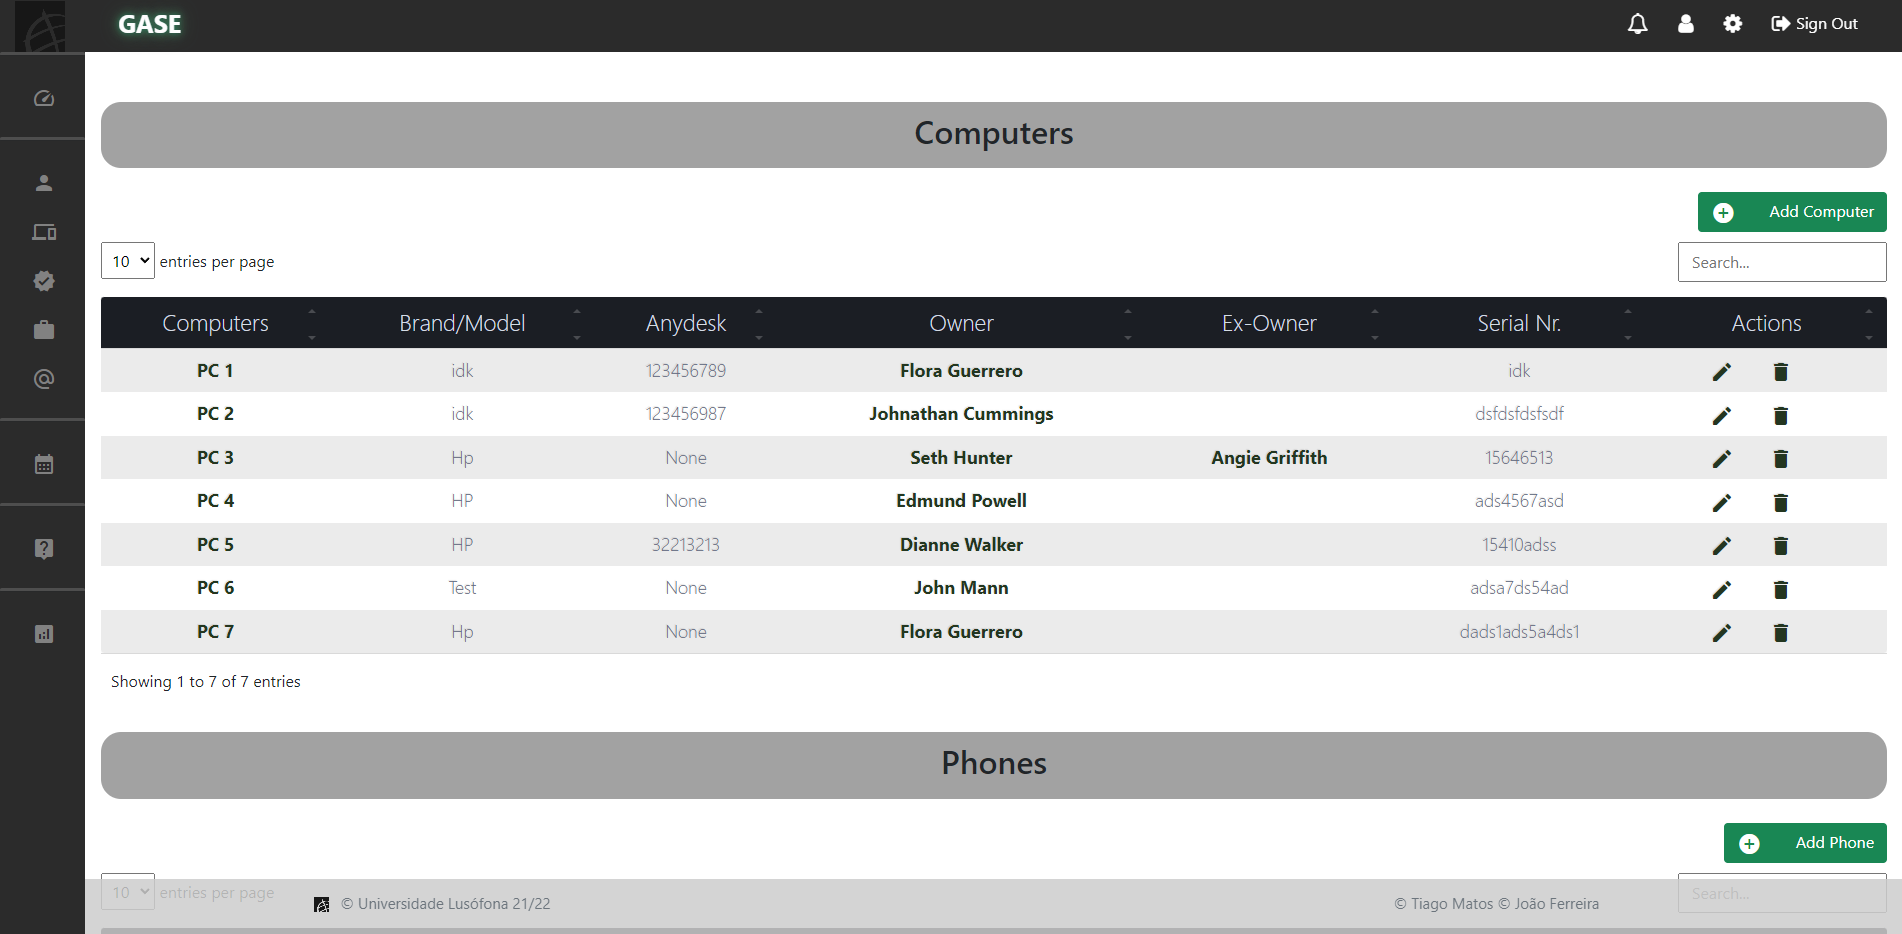 GASE
Sign Out
Computers
Add Computer
10 entries per page
Search...
Computers Brand/Model Anydesk Owner Ex-Owner Serial Nr. Actions
PC 1 idk 123456789 Flora Guerrero idk
PC 2 idk 123456987 Johnathan Cummings dsfdsfdsfsdf
PC 3 Hp None Seth Hunter Angie Griffith 15646513
PC 4 HP None Edmund Powell ads4567asd
PC 5 HP 32213213 Dianne Walker 15410adss
PC 6 Test None John Mann adsa7ds54ad
PC 7 Hp None Flora Guerrero dads1ads5a4ds1
Showing 1 to 7 of 7 entries
Phones
Add Phone
10 entries per page
Search...
© Universidade Lusófona 21/22
© Tiago Matos © João Ferreira